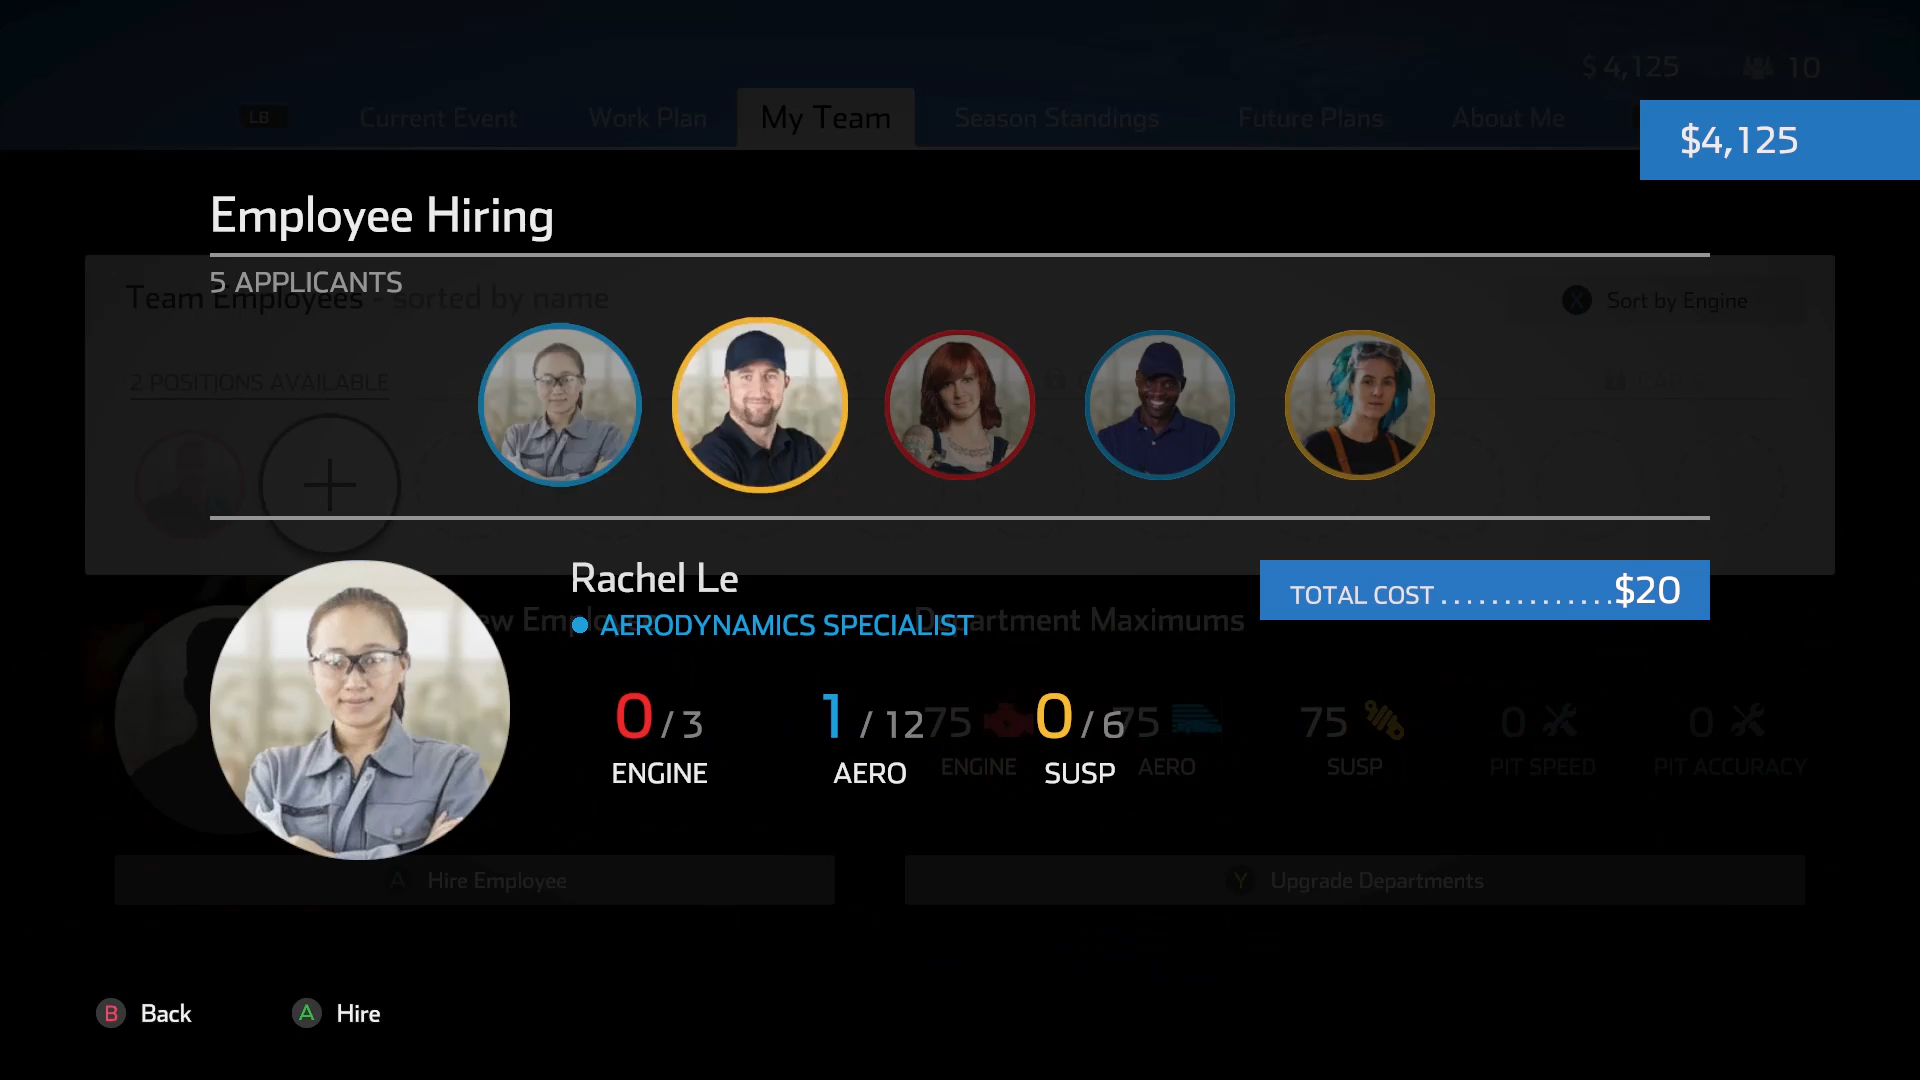 $ 4,125 10
LB Current Event Work Plan My Team Season Standings Future Plans About Me
$4,125
Employee Hiring
5 APPLICANTS
Team Employees - sorted by name
X Sort by Engine
2 POSITIONS AVAILABLE
Rachel Le
TOTAL COST..............$20
Department Maximums
AERODYNAMICS SPECIALIST
0 / 3 1 / 12 0 / 6
ENGINE AERO SUSP
75 75 75 0 0
ENGINE AERO SUSP PIT SPEED PIT ACCURACY
A Hire Employee Y Upgrade Departments
B Back A Hire